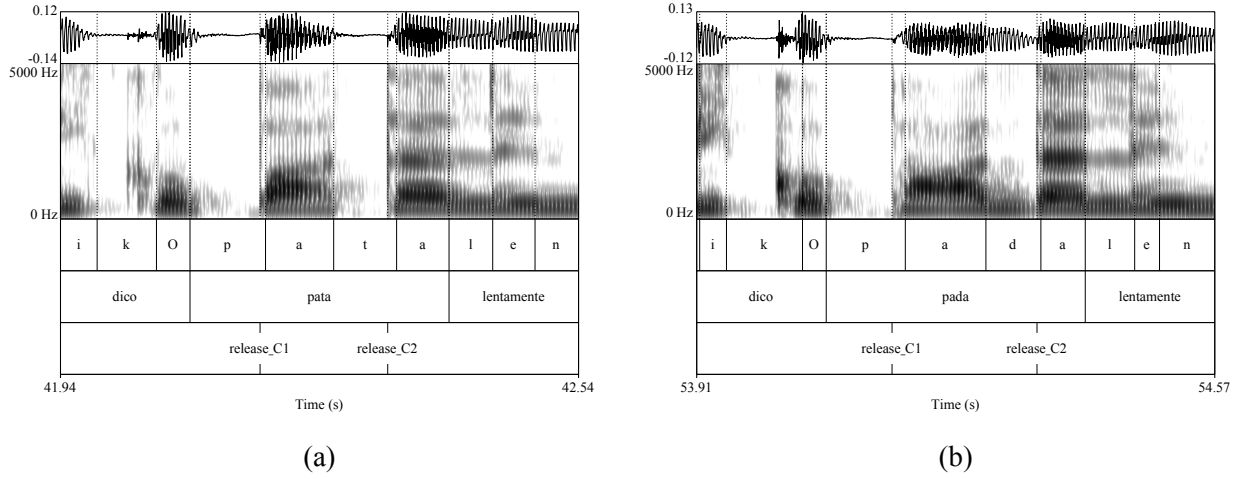 0.12
-0.14
5000 Hz
0 Hz
i k O p a t a l e n
dico pata lentamente
release_C1 release_C2
41.94 42.54
Time (s)
(a)
0.13
-0.12
5000 Hz
0 Hz
i k O p a d a l e n
dico pada lentamente
release_C1 release_C2
53.91 54.57
Time (s)
(b)